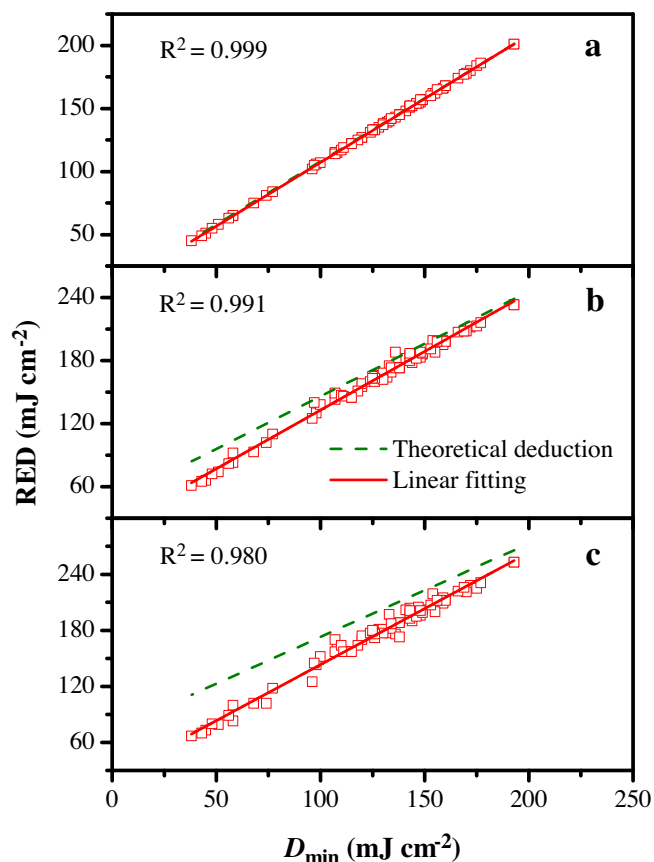 R² = 0.999
a
200
150
100
50
R² = 0.991
b
240
180
120
60
Theoretical deduction
Linear fitting
R² = 0.980
c
240
180
120
60
0
50
100
150
200
250
RED (mJ cm⁻²)
Dmin (mJ cm⁻²)